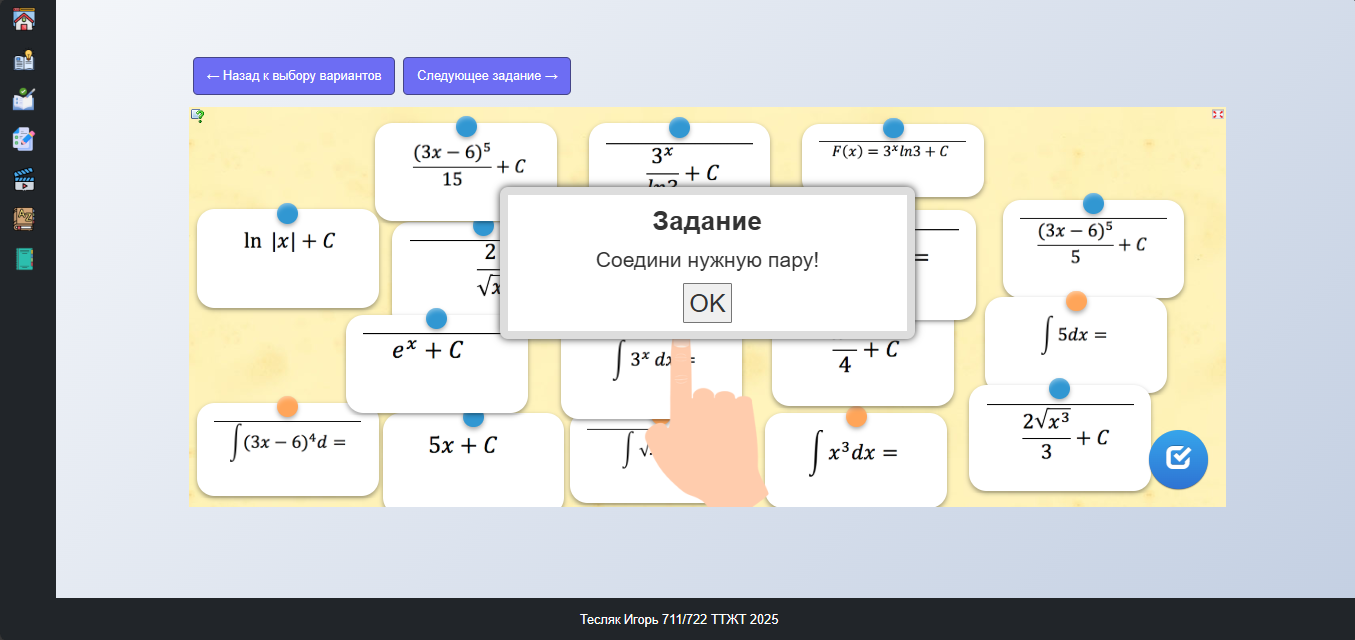 ← Назад к выбору вариантов
Следующее задание →
(3x − 6)⁵/15 + C
3ˣ/ln3 + C
F(x) = 3ˣln3 + C
ln |x| + C
2
=
(3x − 6)⁵/5 + C
Задание
Соедини нужную пару!
OK
eˣ + C
∫ 3ˣ dx =
4 + C
∫ 5dx =
∫(3x − 6)⁴d =
5x + C
∫ x³dx =
2√x³/3 + C
Тесляк Игорь 711/722 ТТЖТ 2025